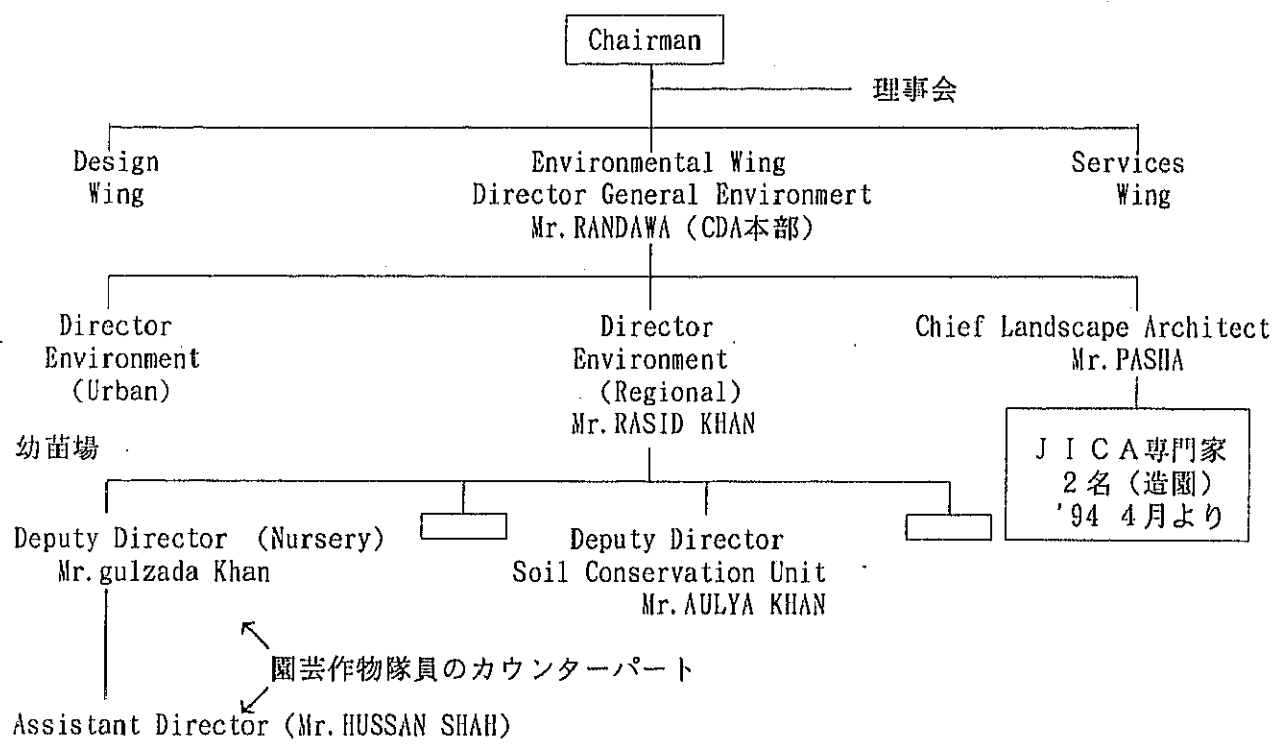 Chairman
理事会
Design
Wing
Environmental Wing
Director General Environmert
Mr.RANDAWA (CDA本部)
Services
Wing
Director
Environment
(Urban)
Director
Environment
(Regional)
Mr.RASID KHAN
Chief Landscape Architect
Mr.PASHA
JICA専門家
2名（造園）
'94 4月より
幼苗場
Deputy Director (Nursery)
Mr.gulzada Khan
Deputy Director
Soil Conservation Unit
Mr.AULYA KHAN
園芸作物隊員のカウンターパート
Assistant Director (Mr.HUSSAN SHAH)